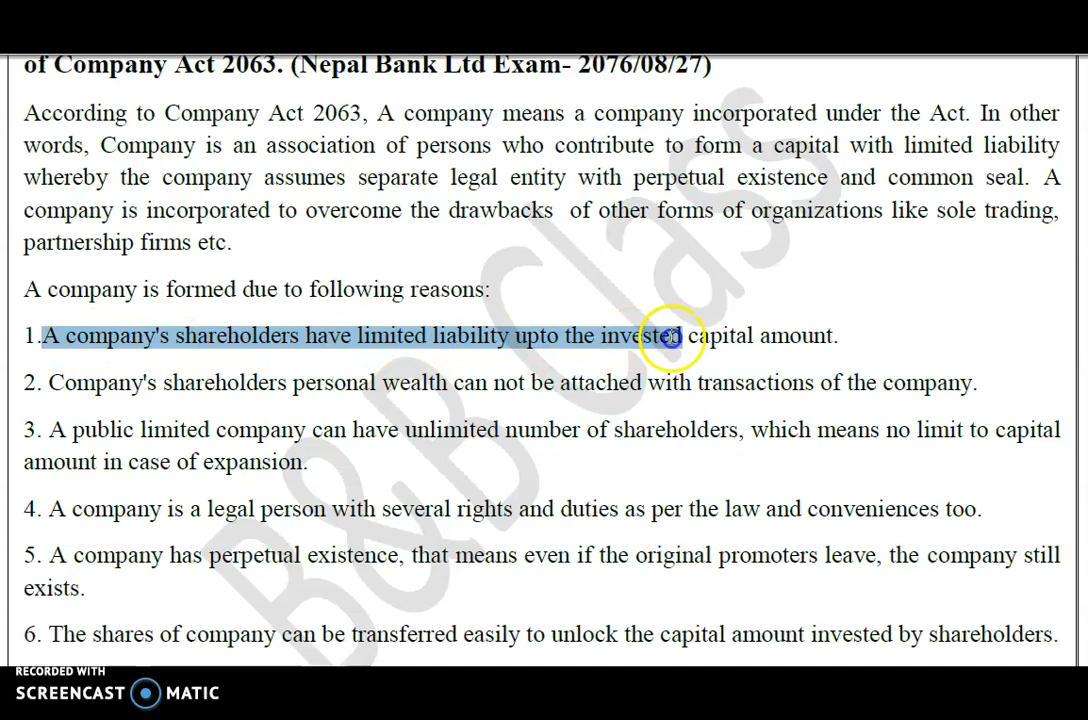 of Company Act 2063. (Nepal Bank Ltd Exam- 2076/08/27)
According to Company Act 2063, A company means a company incorporated under the Act. In other
words, Company is an association of persons who contribute to form a capital with limited liability
whereby the company assumes separate legal entity with perpetual existence and common seal. A
company is incorporated to overcome the drawbacks of other forms of organizations like sole trading,
partnership firms etc.
A company is formed due to following reasons:
1.A company's shareholders have limited liability upto the invested capital amount.
2. Company's shareholders personal wealth can not be attached with transactions of the company.
3. A public limited company can have unlimited number of shareholders, which means no limit to capital
amount in case of expansion.
4. A company is a legal person with several rights and duties as per the law and conveniences too.
5. A company has perpetual existence, that means even if the original promoters leave, the company still
exists.
6. The shares of company can be transferred easily to unlock the capital amount invested by shareholders.
B&B Class
RECORDED WITH
SCREENCAST MATIC